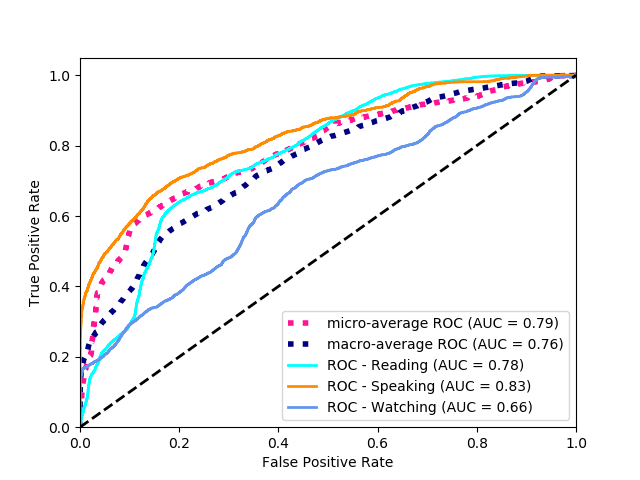 1.0
0.8
0.6
0.4
0.2
0.0
True Positive Rate
micro-average ROC (AUC = 0.79)
macro-average ROC (AUC = 0.76)
ROC - Reading (AUC = 0.78)
ROC - Speaking (AUC = 0.83)
ROC - Watching (AUC = 0.66)
0.0 0.2 0.4 0.6 0.8 1.0
False Positive Rate